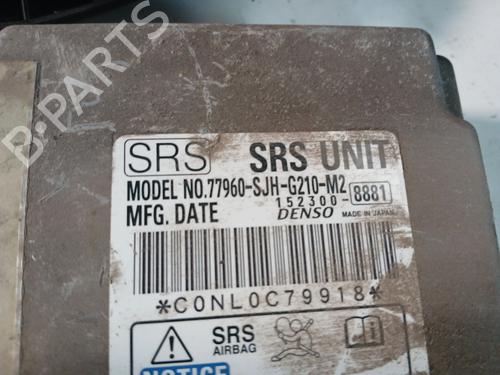 B-PARTS
SRS SRS UNIT
MODEL NO.77960-SJH-G210-M2
152300-8881
MFG. DATE DENSO MADE IN JAPAN
*C0NL0C79918*
SRS
AIRBAG
NOTICE